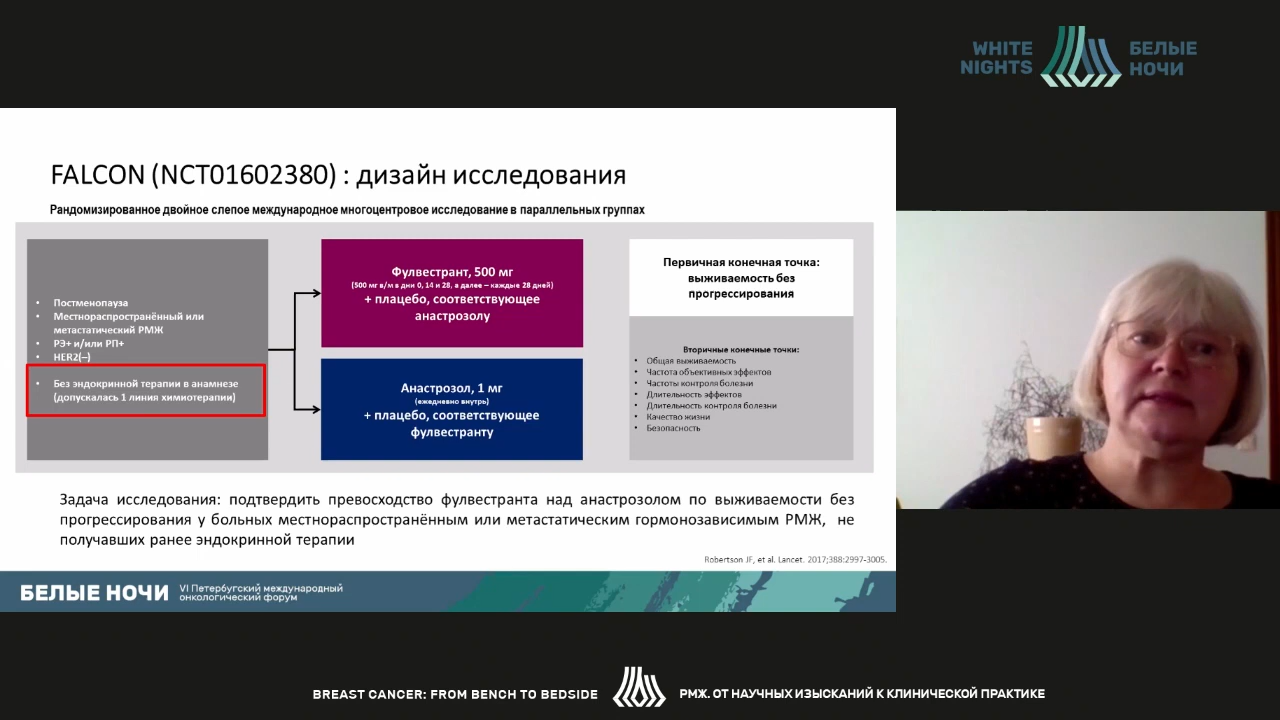 WHITE
NIGHTS
БЕЛЫЕ
НОЧИ
FALCON (NCT01602380) : дизайн исследования
Рандомизированное двойное слепое международное многоцентровое исследование в параллельных группах
• Постменопауза
• Местнораспространённый или
метастатический РМЖ
• РЭ+ и/или РП+
• HER2(–)
• Без эндокринной терапии в анамнезе
(допускалась 1 линия химиотерапии)
Фулвестрант, 500 мг
(500 мг в/м в дни 0, 14 и 28, а далее – каждые 28 дней)
+ плацебо, соответствующее
анастрозолу
Анастрозол, 1 мг
(ежедневно внутрь)
+ плацебо, соответствующее
фулвестранту
Первичная конечная точка:
выживаемость без
прогрессирования
Вторичные конечные точки:
• Общая выживаемость
• Частота объективных эффектов
• Частоты контроля болезни
• Длительность эффектов
• Длительность контроля болезни
• Качество жизни
• Безопасность
Задача исследования: подтвердить превосходство фулвестранта над анастрозолом по выживаемости без
прогрессирования у больных местнораспространённым или метастатическим гормонозависимым РМЖ, не
получавших ранее эндокринной терапии
Robertson JF, et al. Lancet. 2017;388:2997-3005.
БЕЛЫЕ НОЧИ
VI Петербугский международный
онкологический форум
BREAST CANCER: FROM BENCH TO BEDSIDE
РМЖ. ОТ НАУЧНЫХ ИЗЫСКАНИЙ К КЛИНИЧЕСКОЙ ПРАКТИКЕ